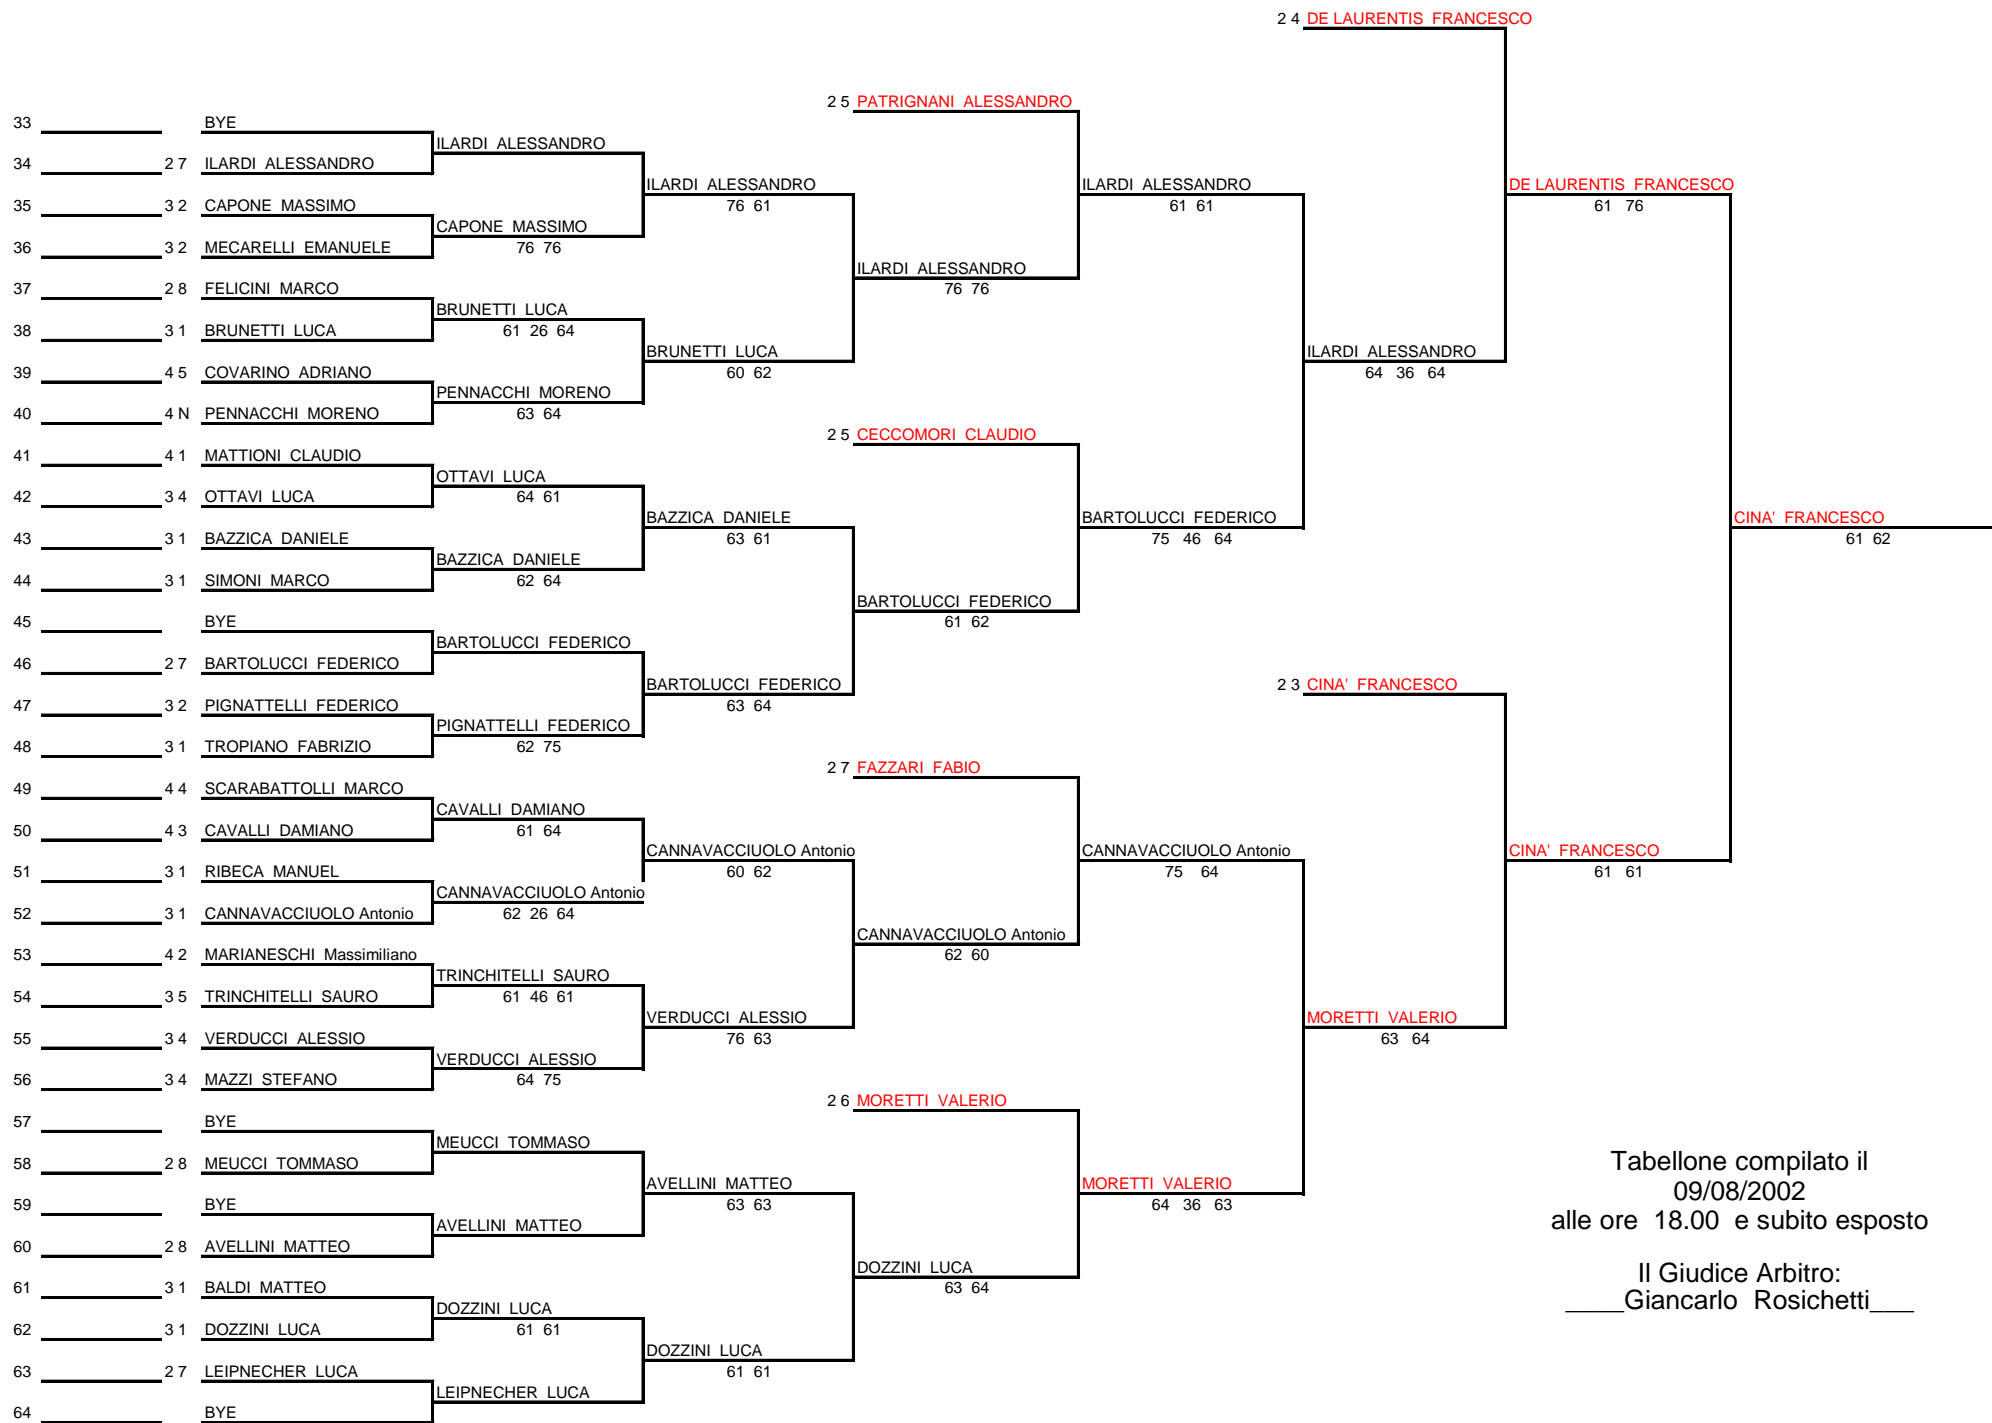 2 4 DE LAURENTIS FRANCESCO
2 5 PATRIGNANI ALESSANDRO
33 BYE
ILARDI ALESSANDRO
34 2 7 ILARDI ALESSANDRO
ILARDI ALESSANDRO ILARDI ALESSANDRO DE LAURENTIS FRANCESCO
35 3 2 CAPONE MASSIMO 76 61 61 61 61 76
CAPONE MASSIMO
36 3 2 MECARELLI EMANUELE 76 76
ILARDI ALESSANDRO
37 2 8 FELICINI MARCO 76 76
BRUNETTI LUCA
38 3 1 BRUNETTI LUCA 61 26 64
BRUNETTI LUCA ILARDI ALESSANDRO
39 4 5 COVARINO ADRIANO 60 62 64 36 64
PENNACCHI MORENO
40 4 N PENNACCHI MORENO 63 64
2 5 CECCOMORI CLAUDIO
41 4 1 MATTIONI CLAUDIO
OTTAVI LUCA
42 3 4 OTTAVI LUCA 64 61
BAZZICA DANIELE BARTOLUCCI FEDERICO CINA' FRANCESCO
43 3 1 BAZZICA DANIELE 63 61 75 46 64 61 62
BAZZICA DANIELE
44 3 1 SIMONI MARCO 62 64
BARTOLUCCI FEDERICO
45 BYE 61 62
BARTOLUCCI FEDERICO
46 2 7 BARTOLUCCI FEDERICO
BARTOLUCCI FEDERICO 2 3 CINA' FRANCESCO
47 3 2 PIGNATTELLI FEDERICO 63 64
PIGNATTELLI FEDERICO
48 3 1 TROPIANO FABRIZIO 62 75
2 7 FAZZARI FABIO
49 4 4 SCARABATTOLLI MARCO
CAVALLI DAMIANO
50 4 3 CAVALLI DAMIANO 61 64
CANNAVACCIUOLO Antonio CANNAVACCIUOLO Antonio CINA' FRANCESCO
51 3 1 RIBECA MANUEL 60 62 75 64 61 61
CANNAVACCIUOLO Antonio
52 3 1 CANNAVACCIUOLO Antonio 62 26 64
CANNAVACCIUOLO Antonio
53 4 2 MARIANESCHI Massimiliano 62 60
TRINCHITELLI SAURO
54 3 5 TRINCHITELLI SAURO 61 46 61
VERDUCCI ALESSIO MORETTI VALERIO
55 3 4 VERDUCCI ALESSIO 76 63 63 64
VERDUCCI ALESSIO
56 3 4 MAZZI STEFANO 64 75
2 6 MORETTI VALERIO
57 BYE
MEUCCI TOMMASO
58 2 8 MEUCCI TOMMASO
AVELLINI MATTEO MORETTI VALERIO
59 BYE 63 63 64 36 63
AVELLINI MATTEO
60 2 8 AVELLINI MATTEO
DOZZINI LUCA
61 3 1 BALDI MATTEO 63 64
DOZZINI LUCA
62 3 1 DOZZINI LUCA 61 61
DOZZINI LUCA
63 2 7 LEIPNECHER LUCA 61 61
LEIPNECHER LUCA
64 BYE
Tabellone compilato il
09/08/2002
alle ore 18.00 e subito esposto
Il Giudice Arbitro:
____Giancarlo Rosichetti___